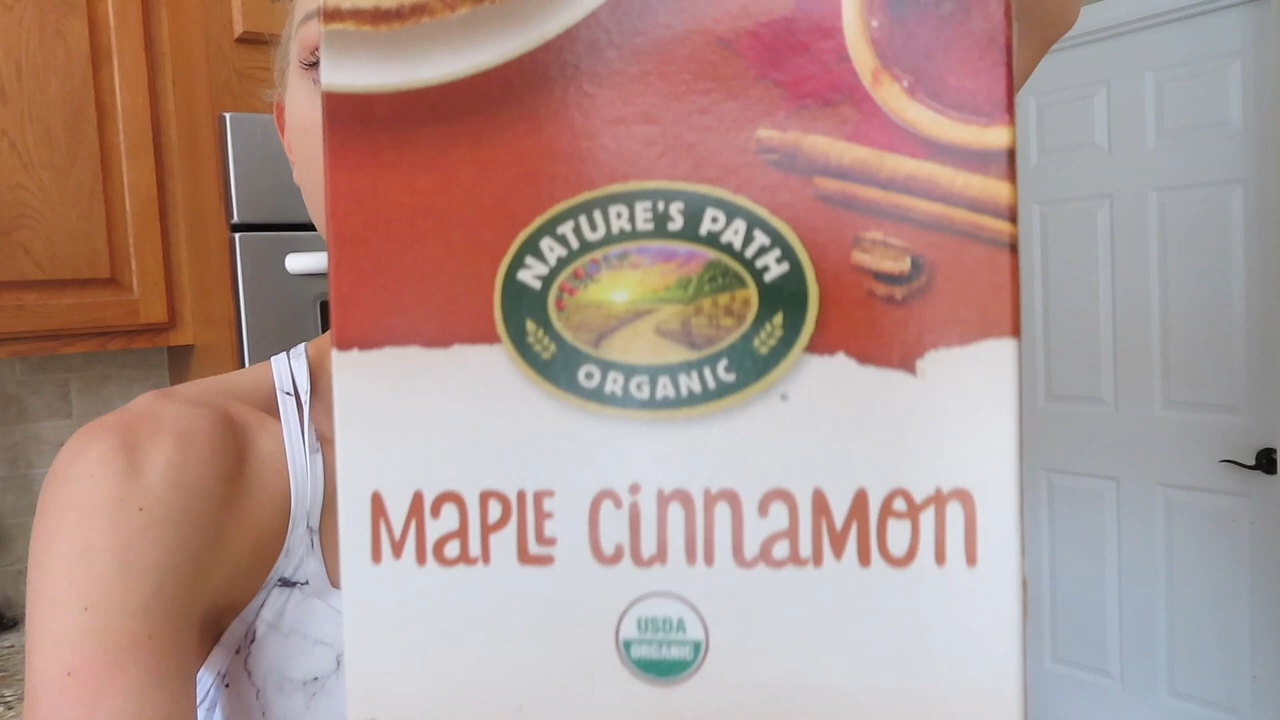 NATURE'S PATH
ORGANIC
MaPLE cinnaMon
USDA
ORGANIC